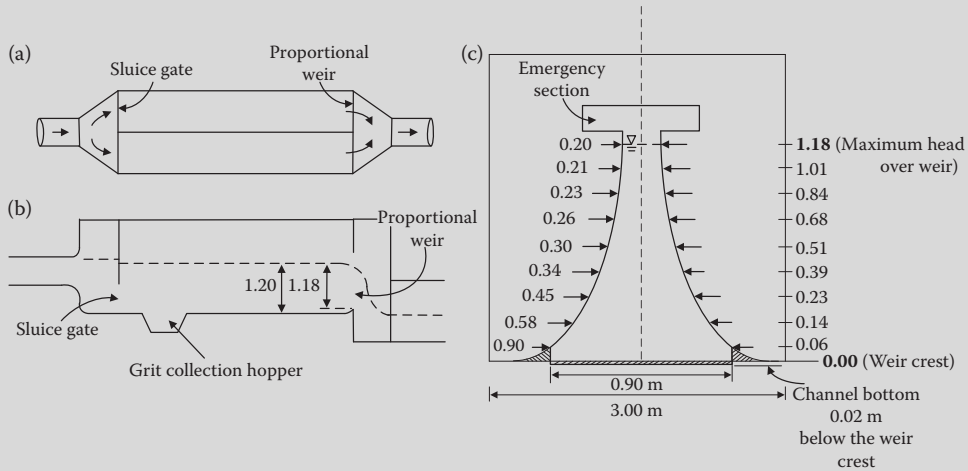 (a)
Sluice gate
Proportional
weir
(b)
Proportional
weir
1.20
1.18
Sluice gate
Grit collection hopper
(c)
Emergency
section
0.20
0.21
0.23
0.26
0.30
0.34
0.45
0.58
0.90
1.18 (Maximum head
over weir)
1.01
0.84
0.68
0.51
0.39
0.23
0.14
0.06
0.00 (Weir crest)
0.90 m
3.00 m
Channel bottom
0.02 m
below the weir
crest